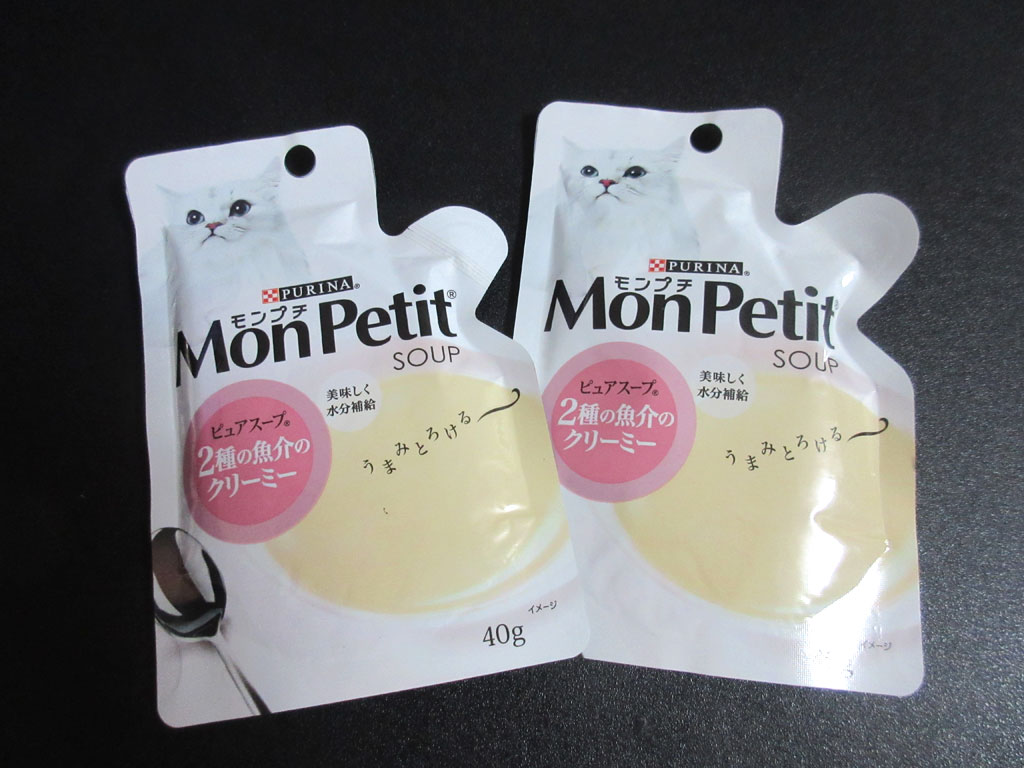 PURINA®
モンプチ
MonPetit®
SOUP
美味しく
水分補給
ピュアスープ®
2種の魚介の
クリーミー
うまみとろける
イメージ
40g
PURINA®
モンプチ
MonPetit
SOUP
美味しく
水分補給
ピュアスープ®
2種の魚介の
クリーミー
うまみとろける
イメージ